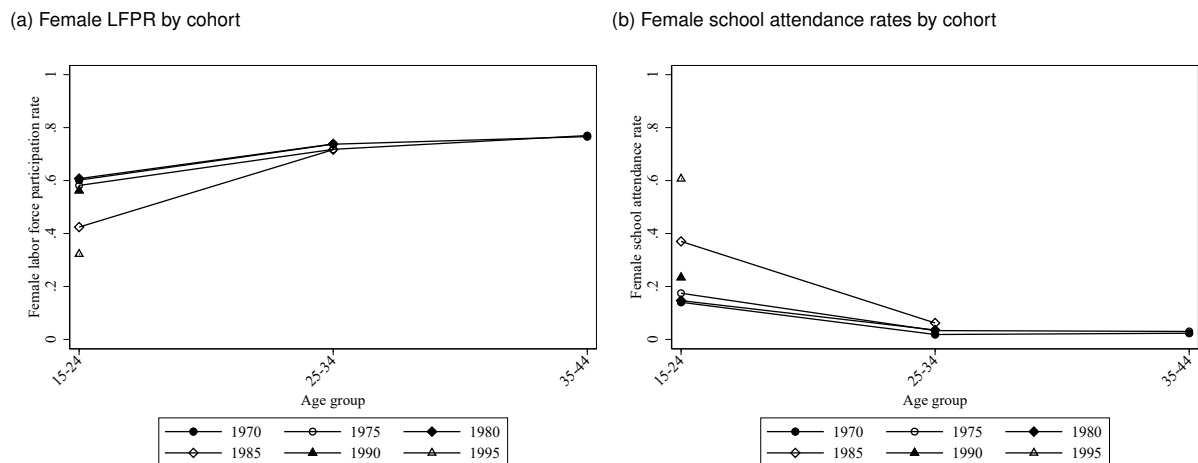 (a) Female LFPR by cohort
Female labor force participation rate
1
.8
.6
.4
.2
0
15-24
25-34
35-44
Age group
1970 1975 1980
1985 1990 1995
(b) Female school attendance rates by cohort
Female school attendance rate
1
.8
.6
.4
.2
0
15-24
25-34
35-44
Age group
1970 1975 1980
1985 1990 1995